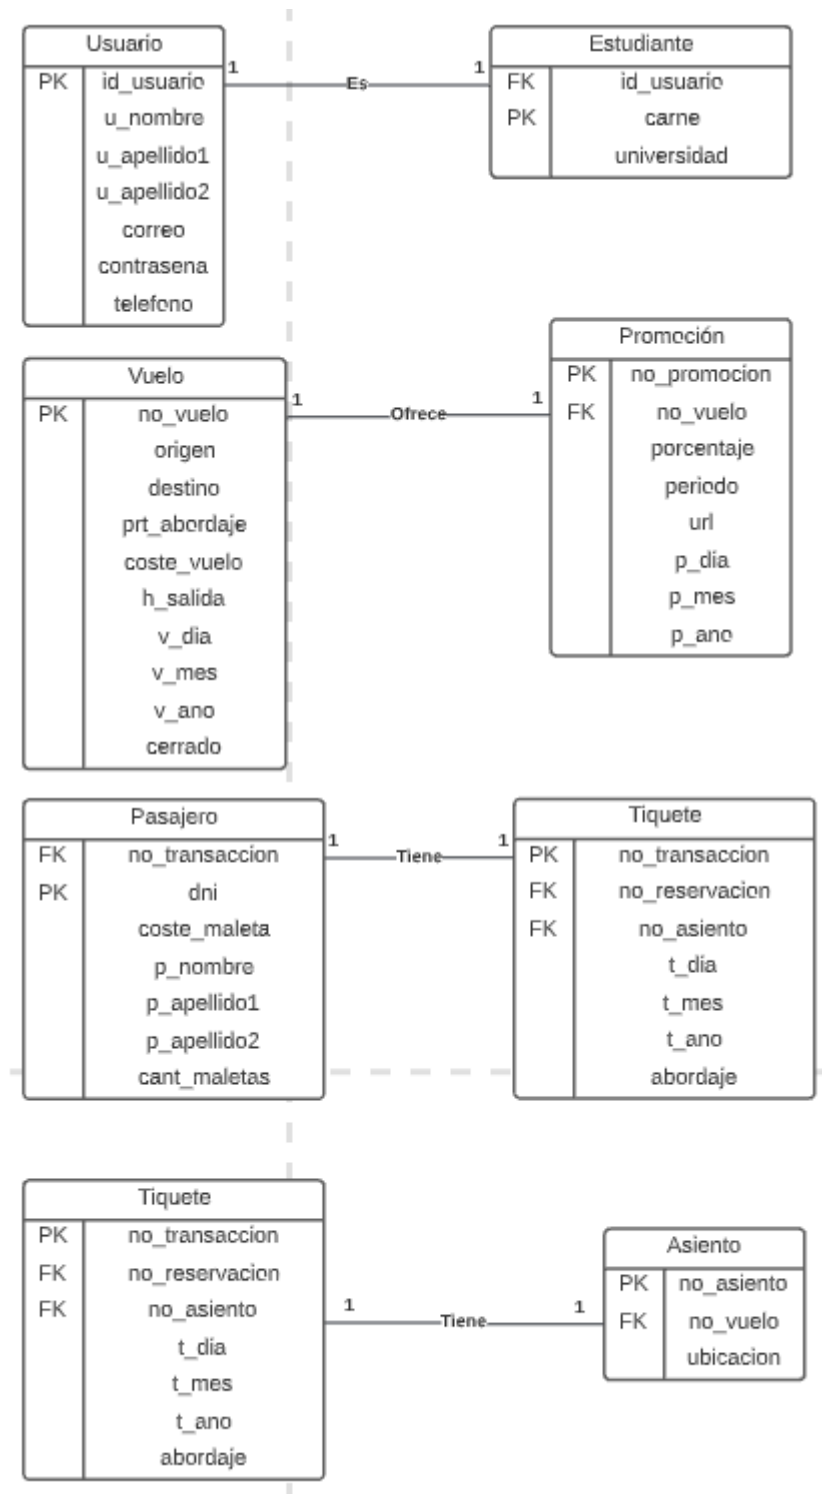 Usuario
PK id_usuario
u_nombre
u_apellido1
u_apellido2
correo
contrasena
telefono
1 Es 1
Estudiante
FK id_usuario
PK carne
universidad
Vuelo
PK no_vuelo
origen
destino
prt_abordaje
coste_vuelo
h_salida
v_dia
v_mes
v_ano
cerrado
1 Ofrece 1
Promoción
PK no_promocion
FK no_vuelo
porcentaje
periodo
url
p_dia
p_mes
p_ano
Pasajero
FK no_transaccion
PK dni
coste_maleta
p_nombre
p_apellido1
p_apellido2
cant_maletas
1 Tiene 1
Tiquete
PK no_transaccion
FK no_reservacion
FK no_asiento
t_dia
t_mes
t_ano
abordaje
Tiquete
PK no_transaccion
FK no_reservacion
FK no_asiento
t_dia
t_mes
t_ano
abordaje
1 Tiene 1
Asiento
PK no_asiento
FK no_vuelo
ubicacion